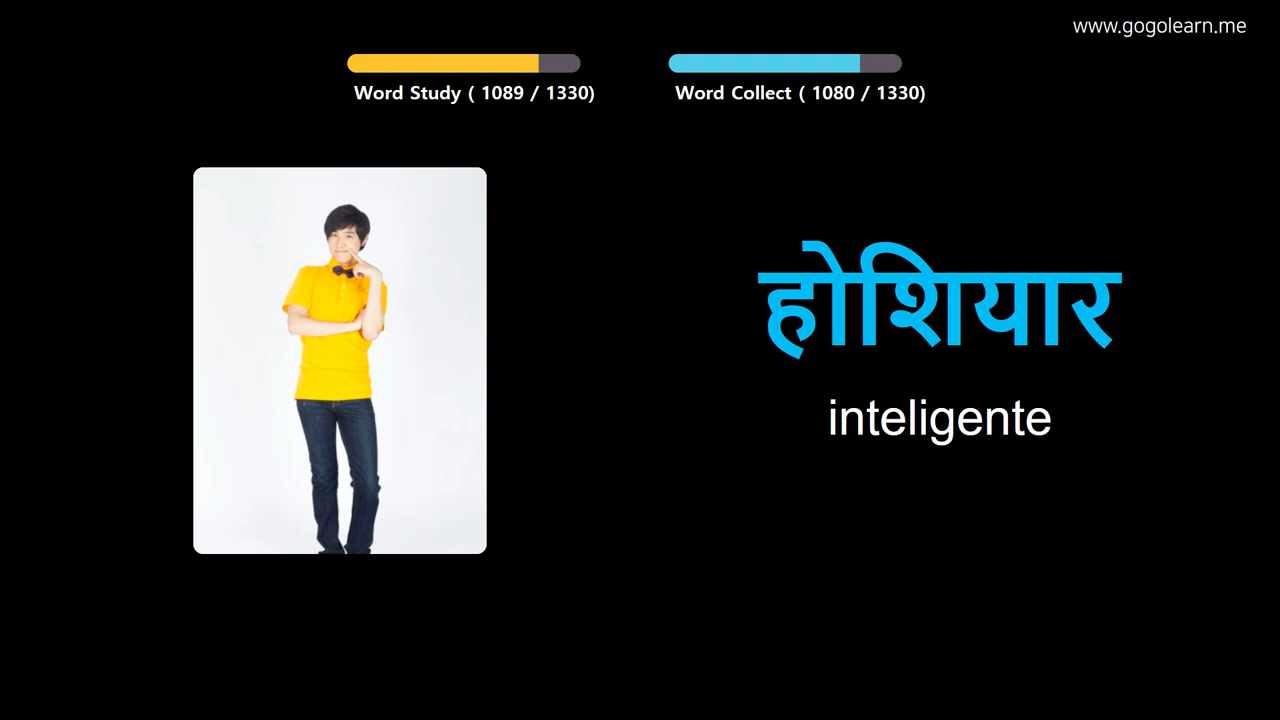 www.gogolearn.me
Word Study ( 1089 / 1330)
Word Collect ( 1080 / 1330)
होशियार
inteligente